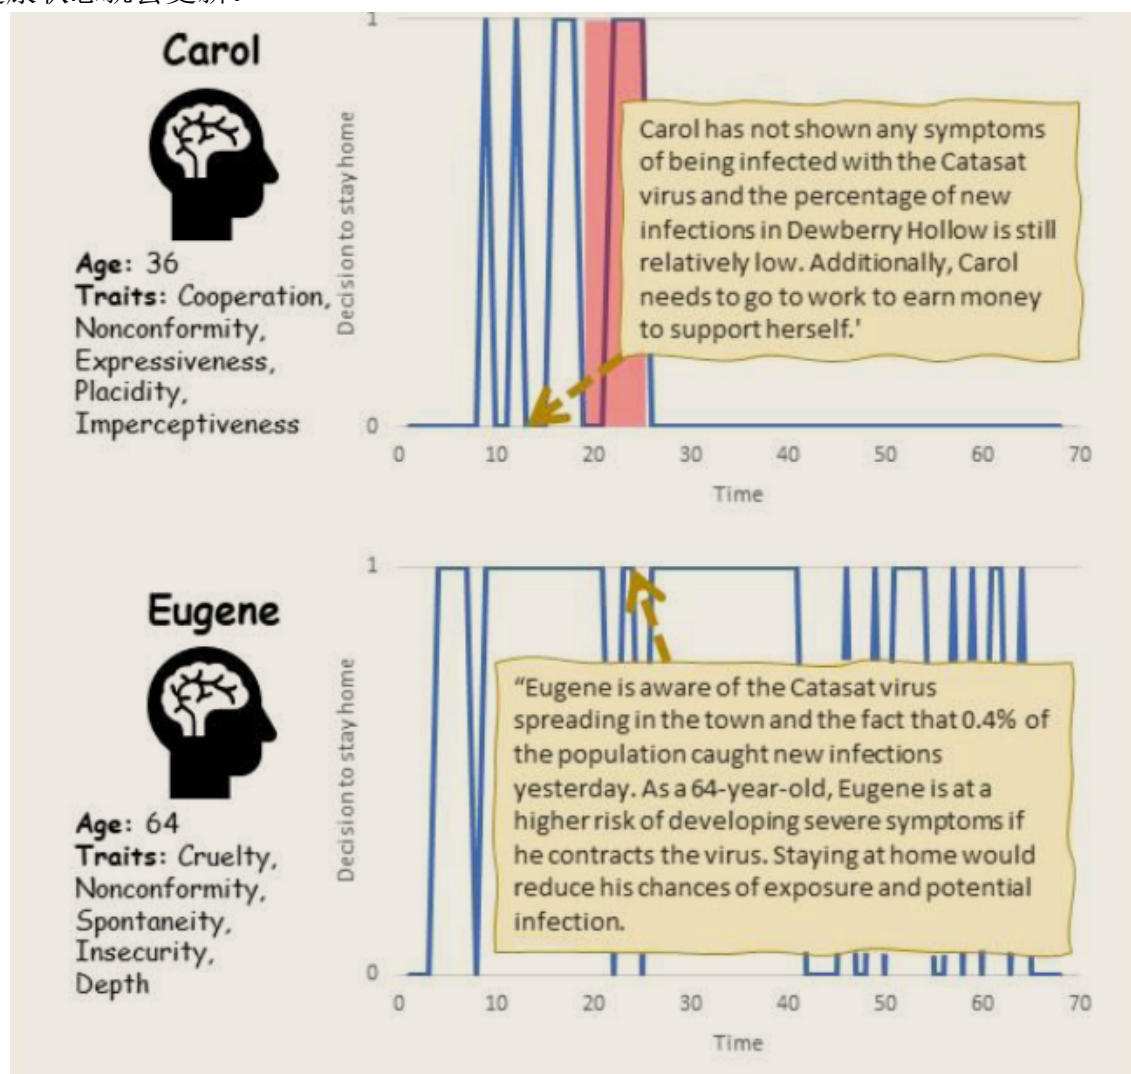 Carol
Age: 36
Traits: Cooperation,
Nonconformity,
Expressiveness,
Placidity,
Imperceptiveness
Decision to stay home
1
0
0 10 20 30 40 50 60 70
Time
Carol has not shown any symptoms
of being infected with the Catasat
virus and the percentage of new
infections in Dewberry Hollow is still
relatively low. Additionally, Carol
needs to go to work to earn money
to support herself.'
Eugene
Age: 64
Traits: Cruelty,
Nonconformity,
Spontaneity,
Insecurity,
Depth
Decision to stay home
1
0
0 10 20 30 40 50 60 70
Time
“Eugene is aware of the Catasat virus
spreading in the town and the fact that 0.4% of
the population caught new infections
yesterday. As a 64-year-old, Eugene is at a
higher risk of developing severe symptoms if
he contracts the virus. Staying at home would
reduce his chances of exposure and potential
infection.